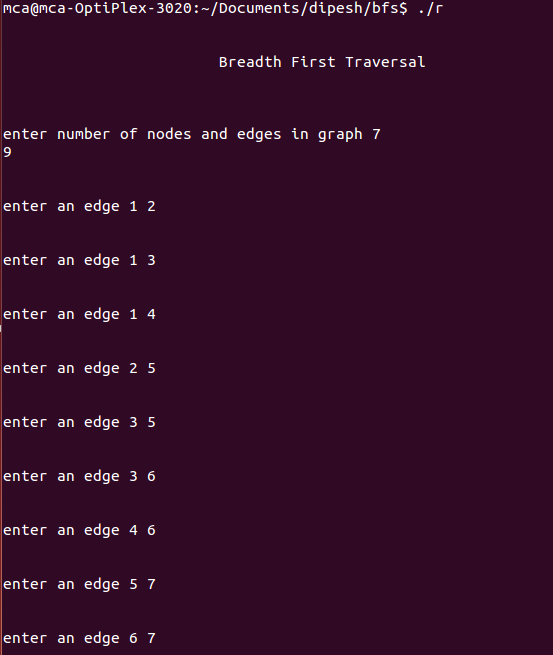 mca@mca-OptiPlex-3020:~/Documents/dipesh/bfs$ ./r
Breadth First Traversal
enter number of nodes and edges in graph 7
9
enter an edge 1 2
enter an edge 1 3
enter an edge 1 4
enter an edge 2 5
enter an edge 3 5
enter an edge 3 6
enter an edge 4 6
enter an edge 5 7
enter an edge 6 7